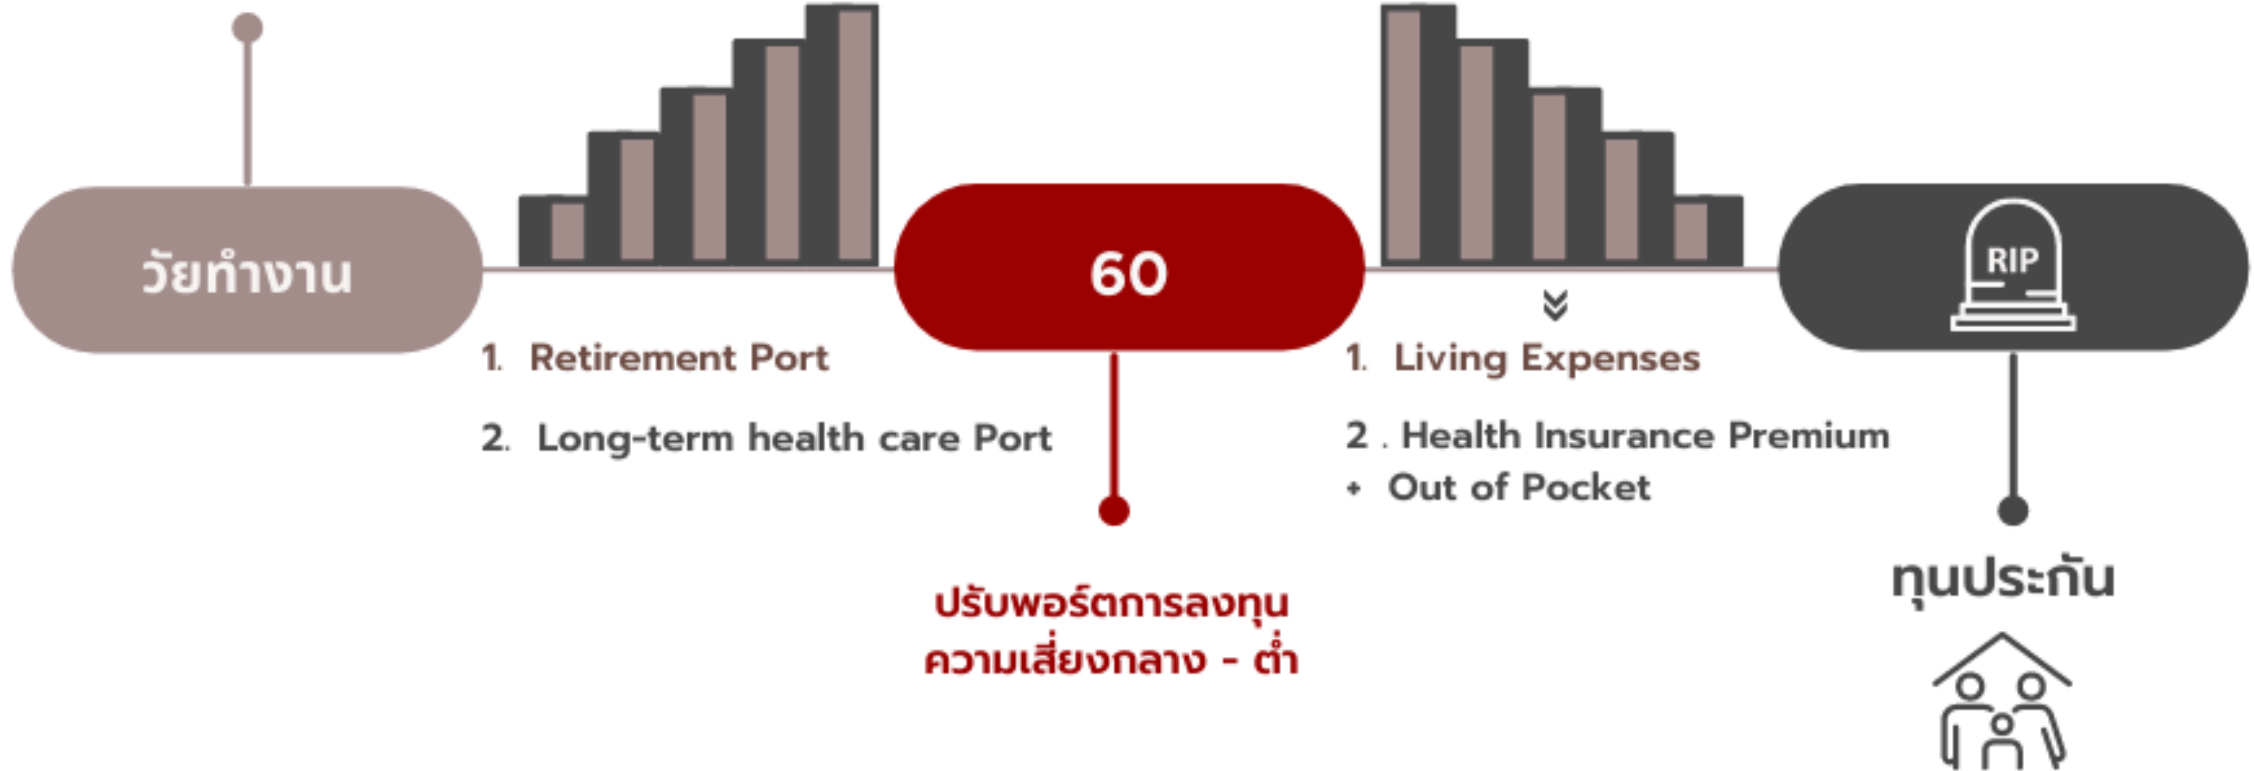 วัยทำงาน
60
RIP
1. Retirement Port
2. Long-term health care Port
1. Living Expenses
2 . Health Insurance Premium
+ Out of Pocket
ปรับพอร์ตการลงทุน
ความเสี่ยงกลาง - ต่ำ
ทุนประกัน